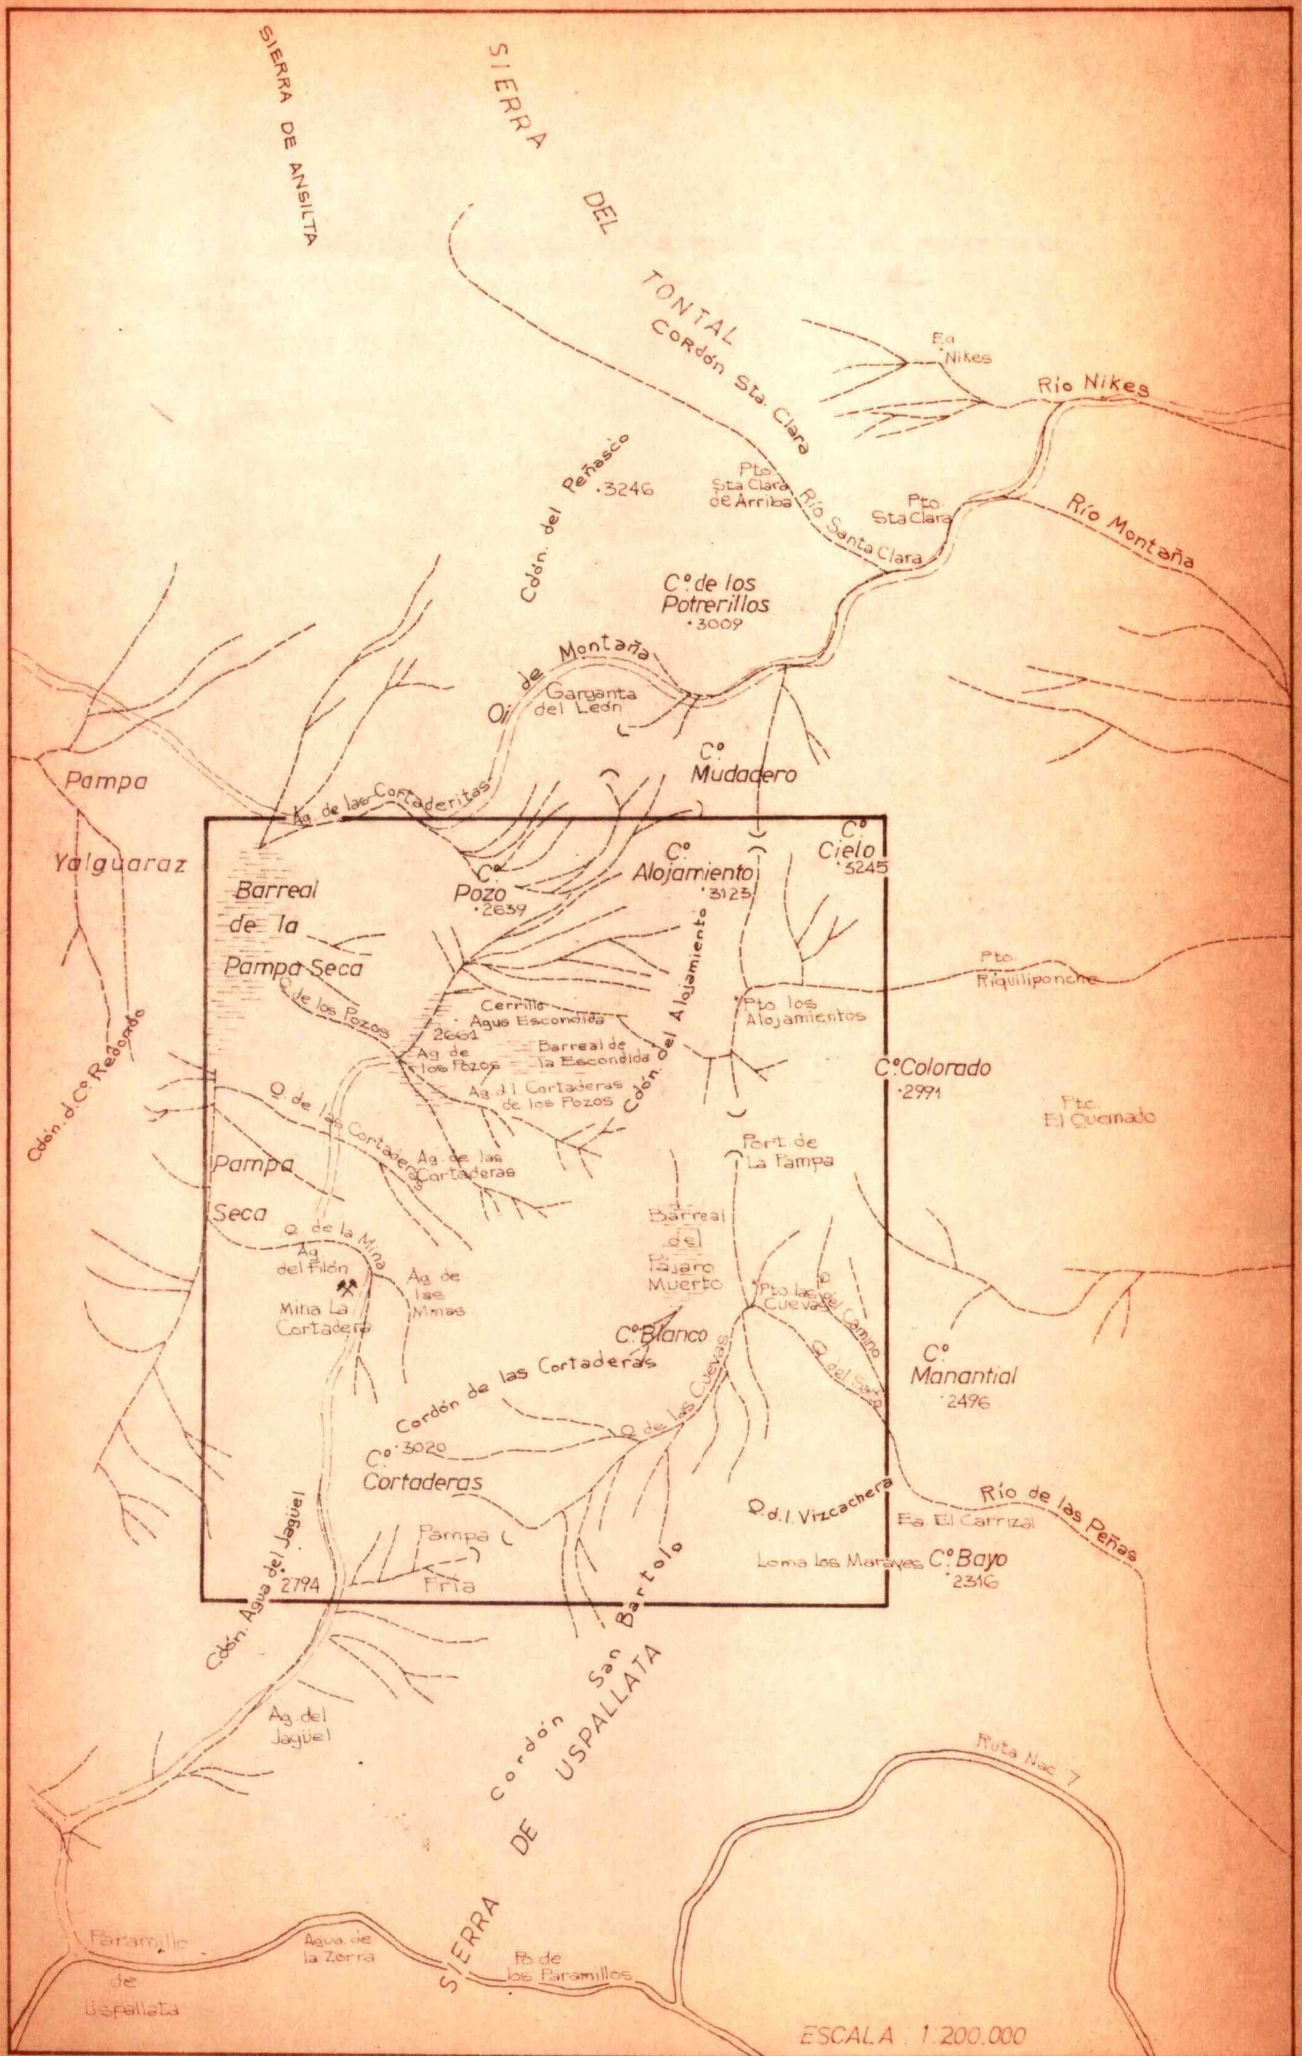 SIERRA DE ANSILTA
SIERRA
DEL
TONTAL
Cordón Sta. Clara
Ea
Nikes
Río Nikes
Cdón. del Peñasco
·3246
Pto.
Sta Clara
de Arriba
Río Santa Clara
Pto.
Sta Clara
Río Montaña
Cº de los
Potrerillos
·3009
Q. de Montaña
Garganta
del León
Cº
Mudadero
Pampa
Yalguaraz
Ag. de las Cortaderitas
Cº
Cielo
·3245
Cº
Alojamiento
·3123
Cº
Pozo
·2639
Barreal
de la
Pampa Seca
Q. de los Pozos
Cerrillo
Agua Escondida
2661
Ag. de
los Pozos
Barreal de
la Escondida
Ag. d.l. Cortaderas
de los Pozos
Cdón. del Alojamiento
Pto los
Alojamientos
Pto.
Riquiliponche
Cº Colorado
·2991
Pto.
El Quemado
Cdón. d. Cº Redondo
Q. de las Cortaderas
Ag. de las
Cortaderas
Port de
La Pampa
Pampa
Seca
Q. de la Mina
Ag.
del Filón
Mina La
Cortadera
Ag. de
las
Minas
Barreal
del
Pájaro
Muerto
Pto las
Cuevas
Q. del Camino
Q. del Sato
Cº Blanco
Cordón de las Cortaderas
Q. de las Cuevas
Cº
Manantial
·2496
Cº ·3020
Cortaderas
Q. d. l. Vizcachera
Río de las Peñas
Ea. El Carrizal
Pampa
Fría
Loma los Marayes
Cº Bayo
·2316
Cdón. Agua del Jagüel
·2794
Cordón San Bartolo
SIERRA DE USPALLATA
Ag. del
Jagüel
Ruta Nac 7
Paramillo
de
Uspallata
Agua de
la Zorra
Po de
los Paramillos
ESCALA 1:200.000